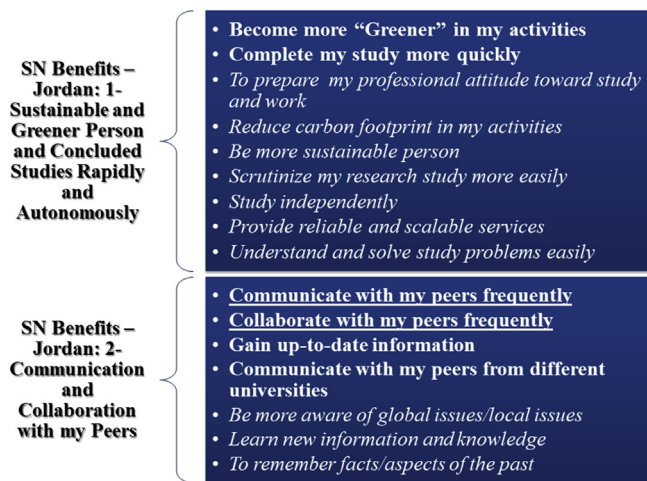 SN Benefits –
Jordan: 1-
Sustainable and
Greener Person
and Concluded
Studies Rapidly
and
Autonomously
• Become more “Greener” in my activities
• Complete my study more quickly
• To prepare my professional attitude toward study
and work
• Reduce carbon footprint in my activities
• Be more sustainable person
• Scrutinize my research study more easily
• Study independently
• Provide reliable and scalable services
• Understand and solve study problems easily
SN Benefits –
Jordan: 2-
Communication
and
Collaboration
with my Peers
• Communicate with my peers frequently
• Collaborate with my peers frequently
• Gain up-to-date information
• Communicate with my peers from different
universities
• Be more aware of global issues/local issues
• Learn new information and knowledge
• To remember facts/aspects of the past